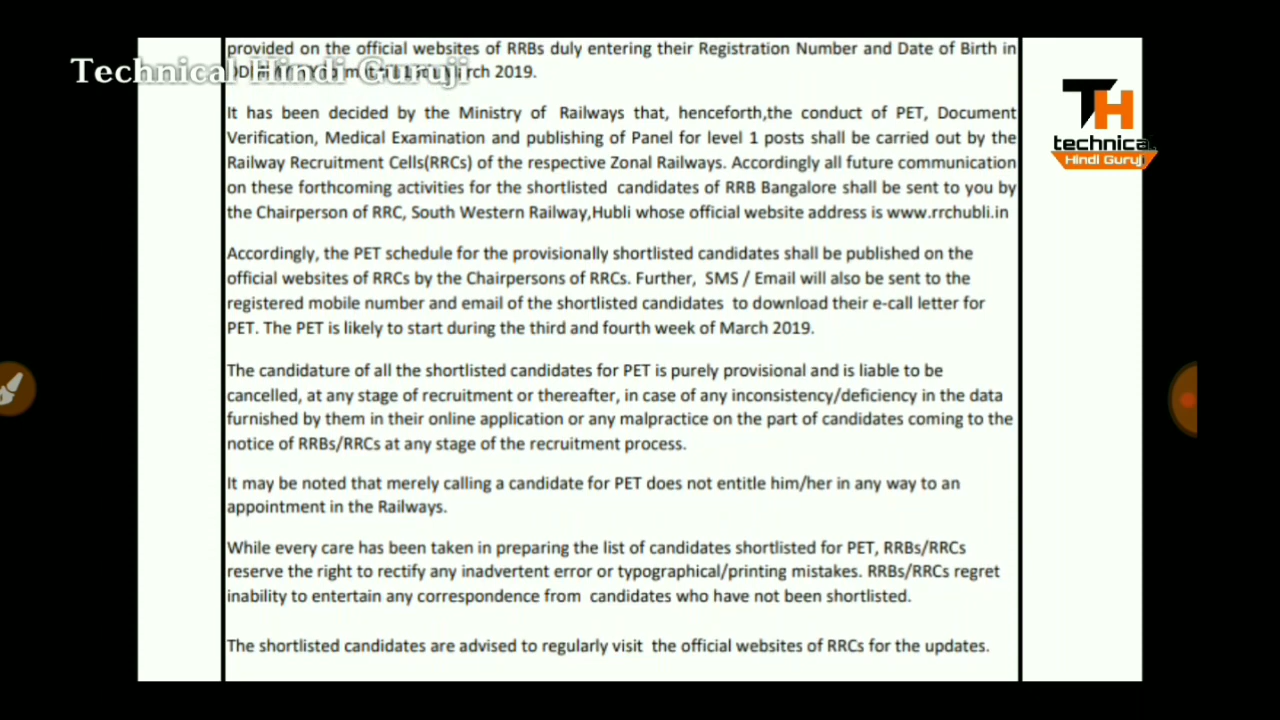 provided on the official websites of RRBs duly entering their Registration Number and Date of Birth in
Technical Hindi Guruji
March 2019.
It has been decided by the Ministry of Railways that, henceforth,the conduct of PET, Document
Verification, Medical Examination and publishing of Panel for level 1 posts shall be carried out by the
Railway Recruitment Cells(RRCs) of the respective Zonal Railways. Accordingly all future communication
on these forthcoming activities for the shortlisted candidates of RRB Bangalore shall be sent to you by
the Chairperson of RRC, South Western Railway,Hubli whose official website address is www.rrchubli.in
Accordingly, the PET schedule for the provisionally shortlisted candidates shall be published on the
official websites of RRCs by the Chairpersons of RRCs. Further, SMS / Email will also be sent to the
registered mobile number and email of the shortlisted candidates to download their e-call letter for
PET. The PET is likely to start during the third and fourth week of March 2019.
The candidature of all the shortlisted candidates for PET is purely provisional and is liable to be
cancelled, at any stage of recruitment or thereafter, in case of any inconsistency/deficiency in the data
furnished by them in their online application or any malpractice on the part of candidates coming to the
notice of RRBs/RRCs at any stage of the recruitment process.
It may be noted that merely calling a candidate for PET does not entitle him/her in any way to an
appointment in the Railways.
While every care has been taken in preparing the list of candidates shortlisted for PET, RRBs/RRCs
reserve the right to rectify any inadvertent error or typographical/printing mistakes. RRBs/RRCs regret
inability to entertain any correspondence from candidates who have not been shortlisted.
The shortlisted candidates are advised to regularly visit the official websites of RRCs for the updates.
TH
technical
Hindi Guruji